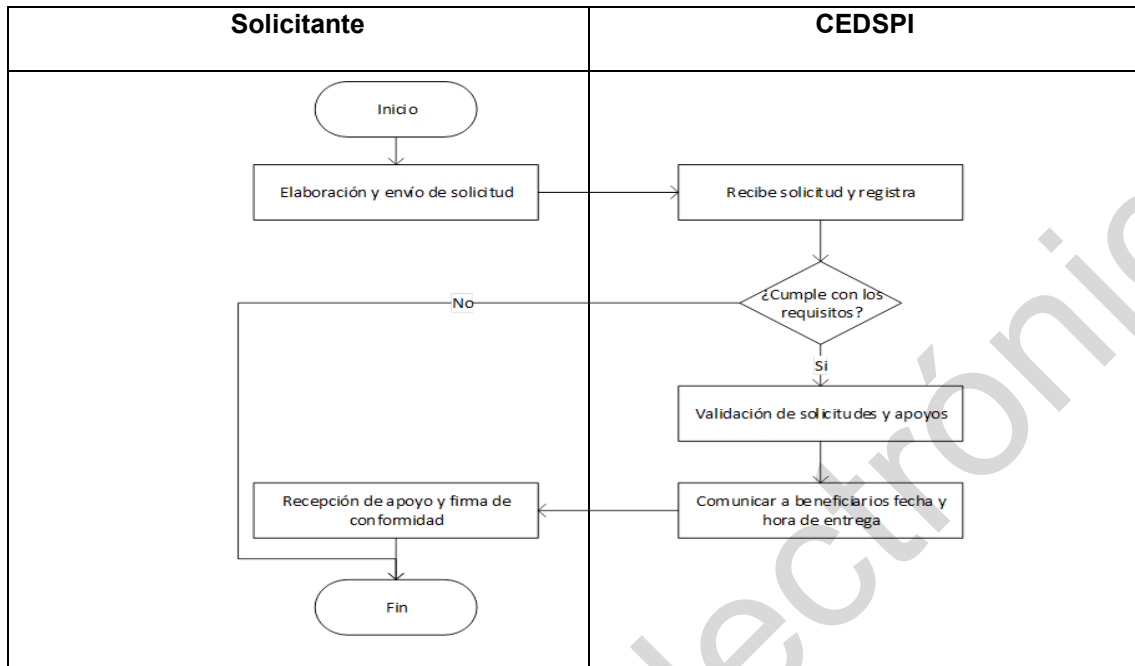 Solicitante
CEDSPI
Inicio
Elaboración y envío de solicitud
Recibe solicitud y registra
¿Cumple con los
requisitos?
No
Si
Validación de solicitudes y apoyos
Recepción de apoyo y firma de
conformidad
Comunicar a beneficiarios fecha y
hora de entrega
Fin